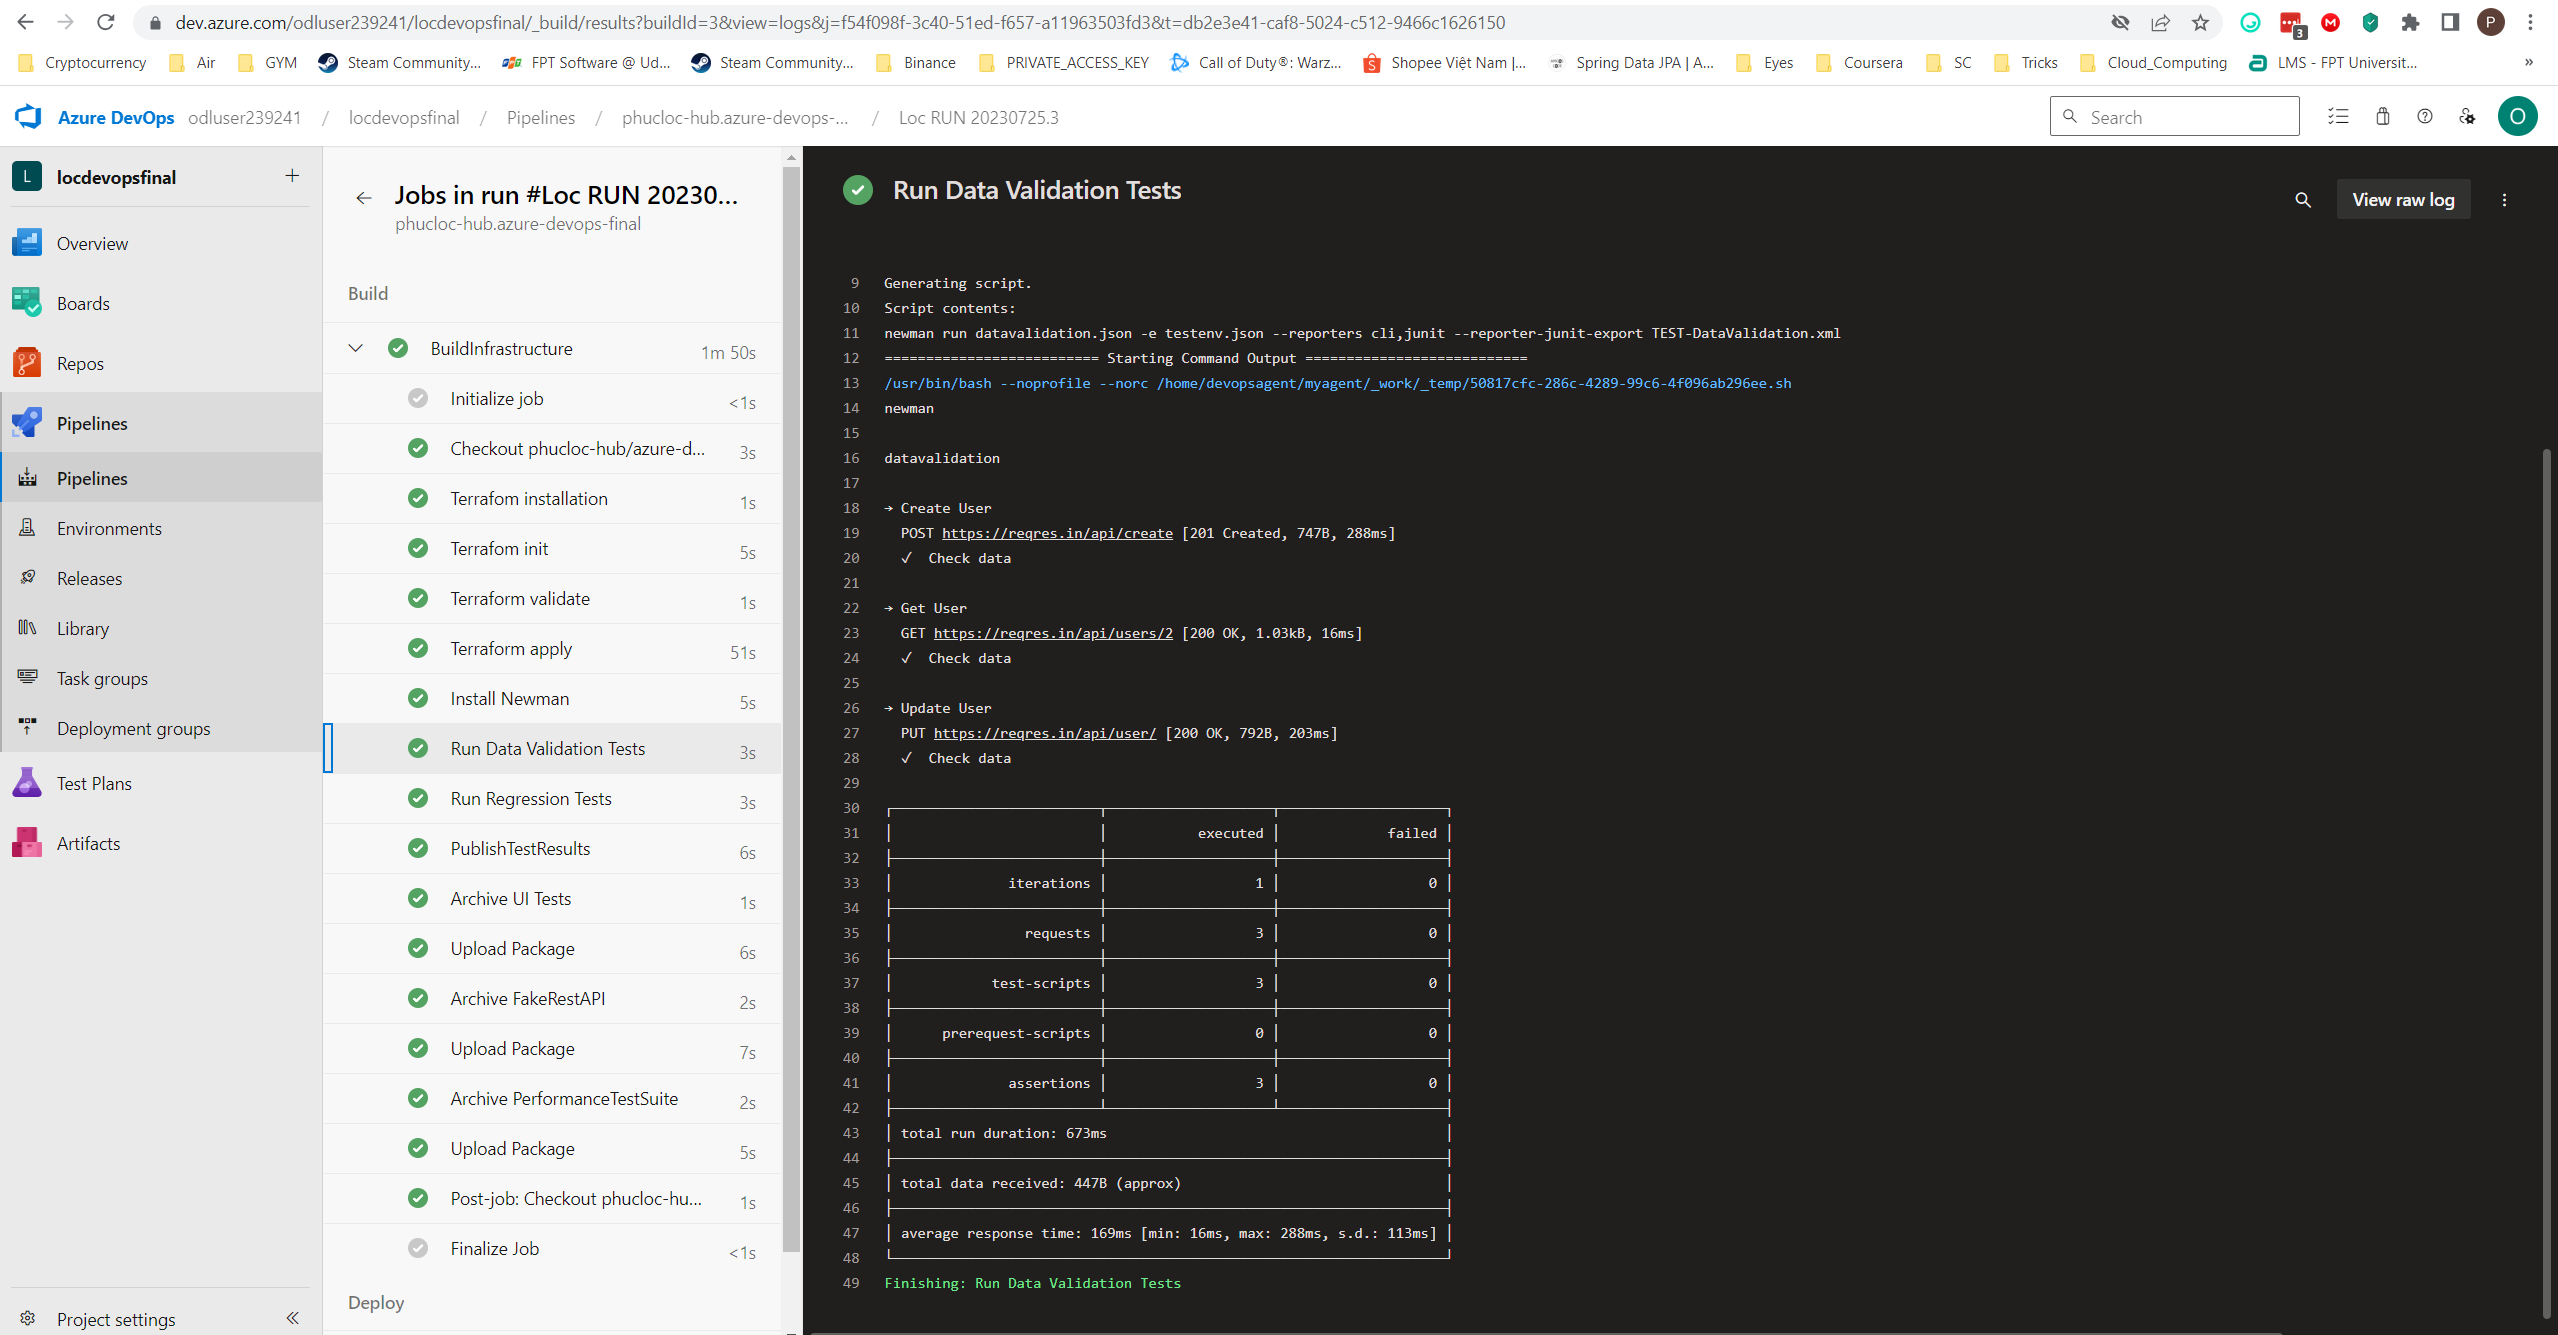 dev.azure.com/odluser239241/locdevopsfinal/_build/results?buildId=3&view=logs&j=f54f098f-3c40-51ed-f657-a11963503fd3&t=db2e3e41-caf8-5024-c512-9466c1626150
3
P
Cryptocurrency
Air
GYM
Steam Community...
FPT Software @ Ud...
Steam Community...
Binance
PRIVATE_ACCESS_KEY
Call of Duty®: Warz...
Shopee Việt Nam |...
Spring Data JPA | A...
Eyes
Coursera
SC
Tricks
Cloud_Computing
LMS - FPT Universit...
»
Azure DevOps odluser239241 / locdevopsfinal / Pipelines / phucloc-hub.azure-devops-... / Loc RUN 20230725.3
Search
O
L locdevopsfinal +
Overview
Boards
Repos
Pipelines
Pipelines
Environments
Releases
Library
Task groups
Deployment groups
Test Plans
Artifacts
Project settings
Jobs in run #Loc RUN 20230...
phucloc-hub.azure-devops-final
Build
BuildInfrastructure 1m 50s
Initialize job <1s
Checkout phucloc-hub/azure-d... 3s
Terrafom installation 1s
Terrafom init 5s
Terraform validate 1s
Terraform apply 51s
Install Newman 5s
Run Data Validation Tests 3s
Run Regression Tests 3s
PublishTestResults 6s
Archive UI Tests 1s
Upload Package 6s
Archive FakeRestAPI 2s
Upload Package 7s
Archive PerformanceTestSuite 2s
Upload Package 5s
Post-job: Checkout phucloc-hu... 1s
Finalize Job <1s
Deploy
Run Data Validation Tests
View raw log
9 Generating script.
10 Script contents:
11 newman run datavalidation.json -e testenv.json --reporters cli,junit --reporter-junit-export TEST-DataValidation.xml
12 ========================== Starting Command Output ===========================
13 /usr/bin/bash --noprofile --norc /home/devopsagent/myagent/_work/_temp/50817cfc-286c-4289-99c6-4f096ab296ee.sh
14 newman
15
16 datavalidation
17
18 → Create User
19 POST https://reqres.in/api/create [201 Created, 747B, 288ms]
20 ✓ Check data
21
22 → Get User
23 GET https://reqres.in/api/users/2 [200 OK, 1.03kB, 16ms]
24 ✓ Check data
25
26 → Update User
27 PUT https://reqres.in/api/user/ [200 OK, 792B, 203ms]
28 ✓ Check data
29
30
31 executed failed
32
33 iterations 1 0
34
35 requests 3 0
36
37 test-scripts 3 0
38
39 prerequest-scripts 0 0
40
41 assertions 3 0
42
43 total run duration: 673ms
44
45 total data received: 447B (approx)
46
47 average response time: 169ms [min: 16ms, max: 288ms, s.d.: 113ms]
48
49 Finishing: Run Data Validation Tests